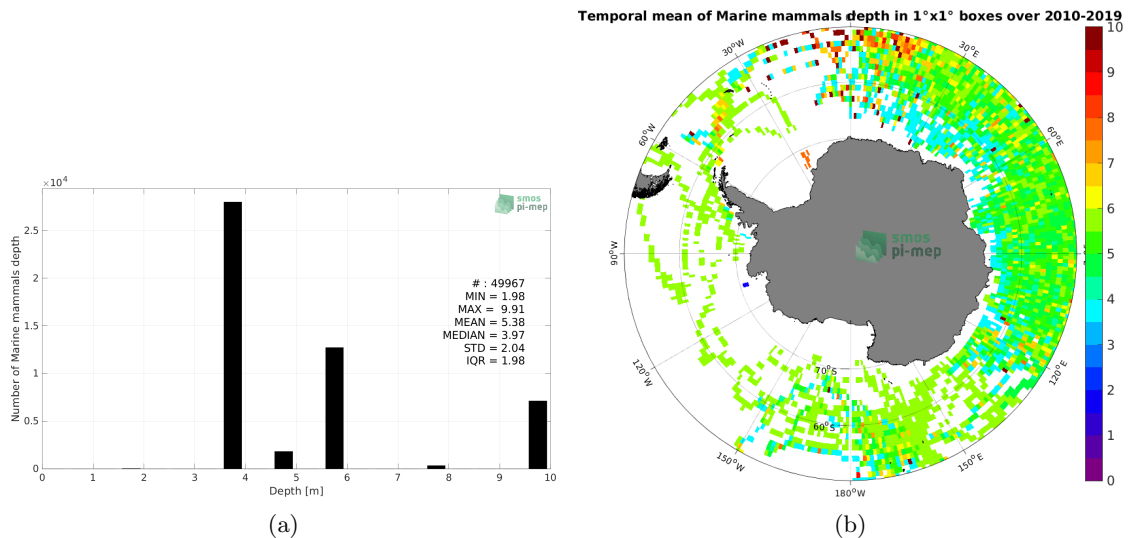 ×10⁴
2.5
2
1.5
1
0.5
0
0 1 2 3 4 5 6 7 8 9 10
Number of Marine mammals depth
Depth [m]
smos
pi-mep
# : 49967
MIN = 1.98
MAX = 9.91
MEAN = 5.38
MEDIAN = 3.97
STD = 2.04
IQR = 1.98
(a)
Temporal mean of Marine mammals depth in 1°x1° boxes over 2010-2019
30°W
30°E
60°W
60°E
90°W
120°W
120°E
150°W
150°E
180°W
70°S
60°S
smos
pi-mep
10
9
8
7
6
5
4
3
2
1
0
(b)